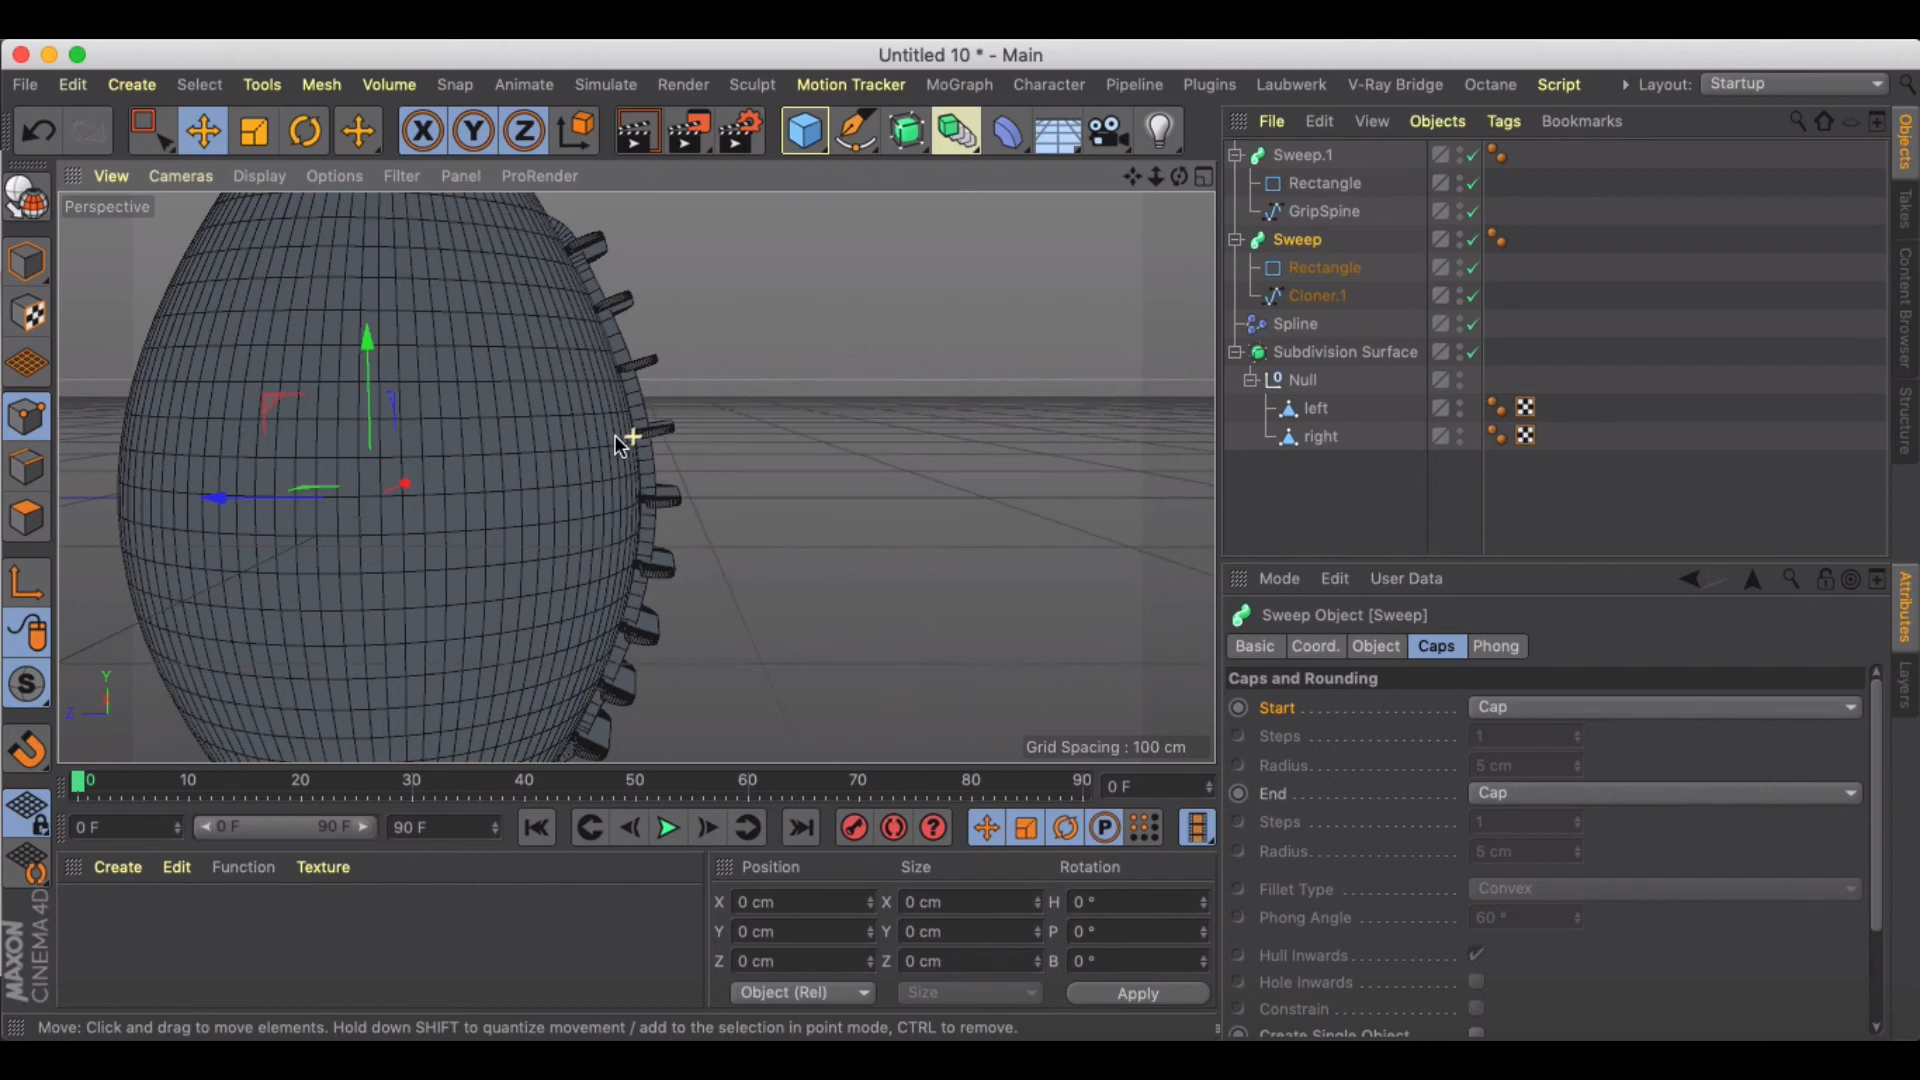 Untitled 10 * - Main
File Edit Create Select Tools Mesh Volume Snap Animate Simulate Render Sculpt Motion Tracker MoGraph Character Pipeline Plugins Laubwerk V-Ray Bridge Octane Script Layout: Startup
X Y Z
File Edit View Objects Tags Bookmarks
View Cameras Display Options Filter Panel ProRender
Perspective
Sweep.1
Rectangle
GripSpine
Sweep
Rectangle
Cloner.1
Spline
Subdivision Surface
0 Null
left
right
Objects
Takes
Content Browser
Structure
Y
X
Z
Grid Spacing : 100 cm
Mode Edit User Data
Sweep Object [Sweep]
Basic Coord. Object Caps Phong
Caps and Rounding
Start Cap
Steps 1
Radius 5 cm
End Cap
Steps 1
Radius 5 cm
Fillet Type Convex
Phong Angle 60 °
Hull Inwards
Hole Inwards
Constrain
Create Single Object
Attributes
Layers
S
0 10 20 30 40 50 60 70 80 90 0 F
0 F 0 F 90 F 90 F ? P
Create Edit Function Texture
Position Size Rotation
X 0 cm X 0 cm H 0 °
Y 0 cm Y 0 cm P 0 °
Z 0 cm Z 0 cm B 0 °
Object (Rel) Size Apply
MAXON
CINEMA 4D
Move: Click and drag to move elements. Hold down SHIFT to quantize movement / add to the selection in point mode, CTRL to remove.